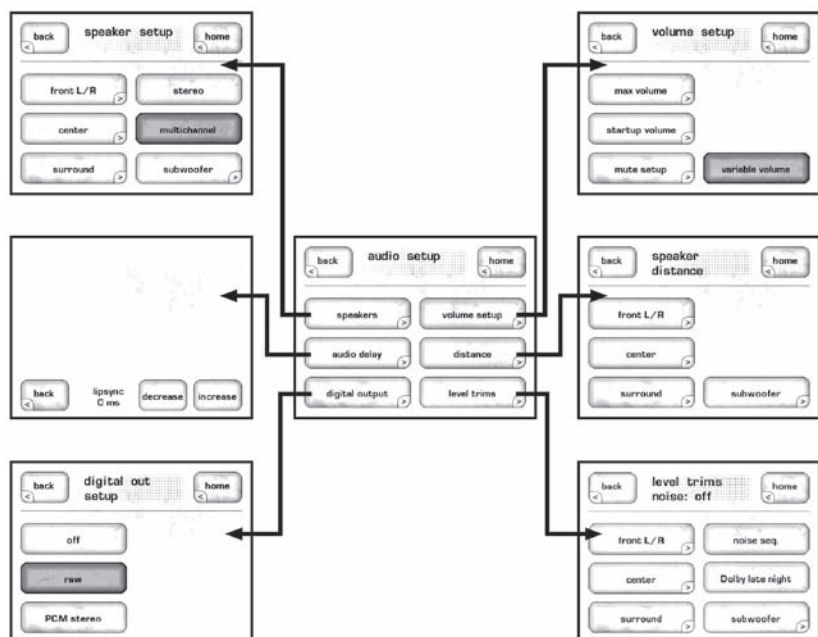 back speaker setup home
front L/R stereo
center multichannel
surround subwoofer
back volume setup home
max volume
startup volume
mute setup variable volume
back lipsync
0 ms decrease increase
back audio setup home
speakers volume setup
audio delay distance
digital output level trims
back speaker
distance home
front L/R
center
surround subwoofer
back digital out
setup home
off
raw
PCM stereo
back level trims
noise: off home
front L/R noise seq.
center Dolby late night
surround subwoofer